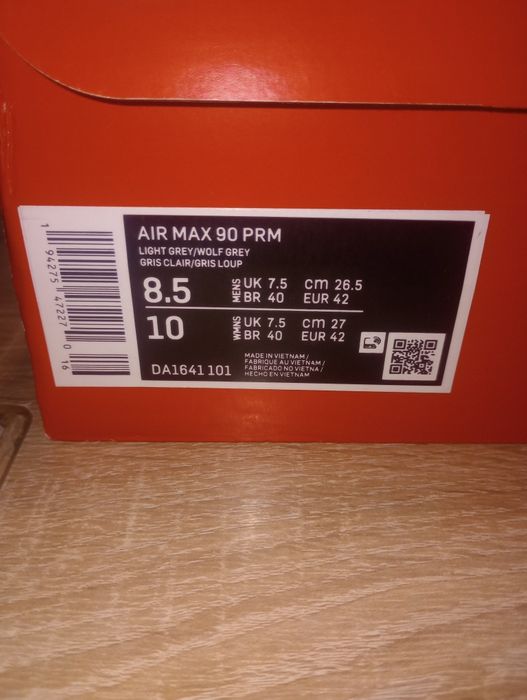 AIR MAX 90 PRM
LIGHT GREY/WOLF GREY
GRIS CLAIR/GRIS LOUP
8.5 MENS UK 7.5 CM 26.5
BR 40 EUR 42
10 WMNS UK 7.5 CM 27
BR 40 EUR 42
DA1641 101
MADE IN VIETNAM /
FABRIQUE AU VIETNAM /
FABRICADO NO VIETNA /
HECHO EN VIETNAM
1 94275 47227 0 16